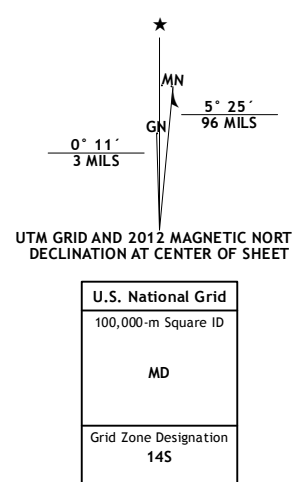 ★
MN
5° 25´
96 MILS
GN
0° 11´
3 MILS
UTM GRID AND 2012 MAGNETIC NORT
DECLINATION AT CENTER OF SHEET
U.S. National Grid
100,000-m Square ID
MD
Grid Zone Designation
14S